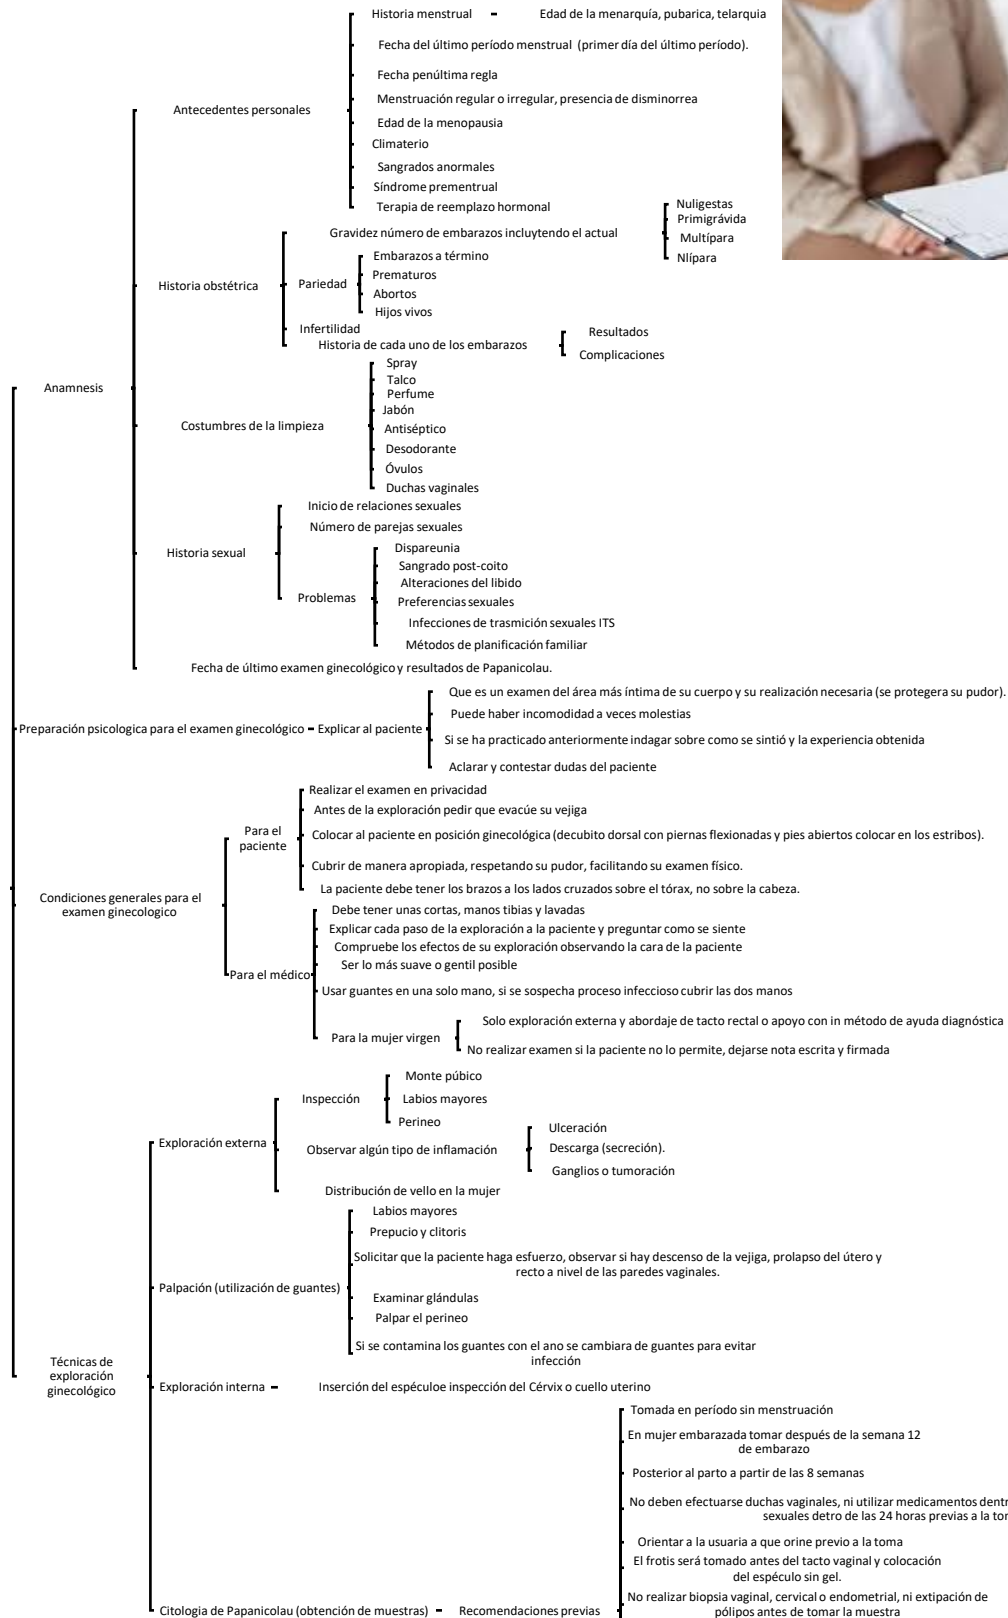 Historia menstrual
Edad de la menarquía, pubarica, telarquia
Fecha del último período menstrual (primer día del último período).
Fecha penúltima regla
Menstruación regular o irregular, presencia de disminorrea
Antecedentes personales
Edad de la menopausia
Climaterio
Sangrados anormales
Síndrome prementrual
Terapia de reemplazo hormonal
Gravidez número de embarazos incluytendo el actual
Nuligestas
Primigrávida
Multípara
Nlípara
Historia obstétrica
Pariedad
Embarazos a término
Prematuros
Abortos
Hijos vivos
Infertilidad
Historia de cada uno de los embarazos
Resultados
Complicaciones
Anamnesis
Costumbres de la limpieza
Spray
Talco
Perfume
Jabón
Antiséptico
Desodorante
Óvulos
Duchas vaginales
Historia sexual
Inicio de relaciones sexuales
Número de parejas sexuales
Problemas
Dispareunia
Sangrado post-coito
Alteraciones del libido
Preferencias sexuales
Infecciones de trasmición sexuales ITS
Métodos de planificación familiar
Fecha de último examen ginecológico y resultados de Papanicolau.
Preparación psicologica para el examen ginecológico
Explicar al paciente
Que es un examen del área más íntima de su cuerpo y su realización necesaria (se protegera su pudor).
Puede haber incomodidad a veces molestias
Si se ha practicado anteriormente indagar sobre como se sintió y la experiencia obtenida
Aclarar y contestar dudas del paciente
Condiciones generales para el
examen ginecologico
Para el
paciente
Realizar el examen en privacidad
Antes de la exploración pedir que evacúe su vejiga
Colocar al paciente en posición ginecológica (decubito dorsal con piernas flexionadas y pies abiertos colocar en los estribos).
Cubrir de manera apropiada, respetando su pudor, facilitando su examen físico.
La paciente debe tener los brazos a los lados cruzados sobre el tórax, no sobre la cabeza.
Para el médico
Debe tener unas cortas, manos tibias y lavadas
Explicar cada paso de la exploración a la paciente y preguntar como se siente
Compruebe los efectos de su exploración observando la cara de la paciente
Ser lo más suave o gentil posible
Usar guantes en una solo mano, si se sospecha proceso infeccioso cubrir las dos manos
Para la mujer virgen
Solo exploración externa y abordaje de tacto rectal o apoyo con in método de ayuda diagnóstica
No realizar examen si la paciente no lo permite, dejarse nota escrita y firmada
Técnicas de
exploración
ginecológico
Exploración externa
Inspección
Monte púbico
Labios mayores
Perineo
Observar algún tipo de inflamación
Ulceración
Descarga (secreción).
Ganglios o tumoración
Distribución de vello en la mujer
Palpación (utilización de guantes)
Labios mayores
Prepucio y clitoris
Solicitar que la paciente haga esfuerzo, observar si hay descenso de la vejiga, prolapso del útero y
recto a nivel de las paredes vaginales.
Examinar glándulas
Palpar el perineo
Si se contamina los guantes con el ano se cambiara de guantes para evitar
infección
Exploración interna
Inserción del espéculoe inspección del Cérvix o cuello uterino
Citologia de Papanicolau (obtención de muestras)
Recomendaciones previas
Tomada en período sin menstruación
En mujer embarazada tomar después de la semana 12
de embarazo
Posterior al parto a partir de las 8 semanas
No deben efectuarse duchas vaginales, ni utilizar medicamentos
sexuales detro de las 24 horas previas a la
Orientar a la usuaria a que orine previo a la toma
El frotis será tomado antes del tacto vaginal y colocación
del espéculo sin gel.
No realizar biopsia vaginal, cervical o endometrial, ni extipación de
pólipos antes de tomar la muestra